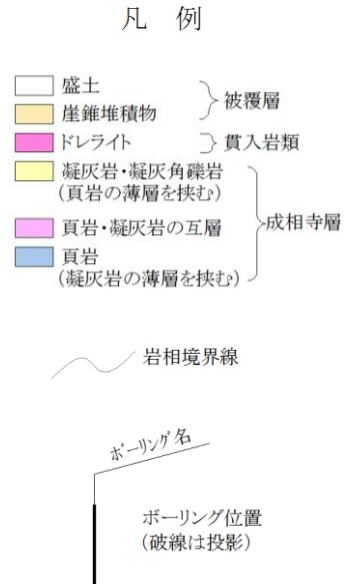 凡 例
盛土
崖錐堆積物
被覆層
ドレライト
貫入岩類
凝灰岩・凝灰角礫岩
(頁岩の薄層を挟む)
頁岩・凝灰岩の互層
頁岩
(凝灰岩の薄層を挟む)
成相寺層
岩相境界線
ボーリング名
ボーリング位置
(破線は投影)